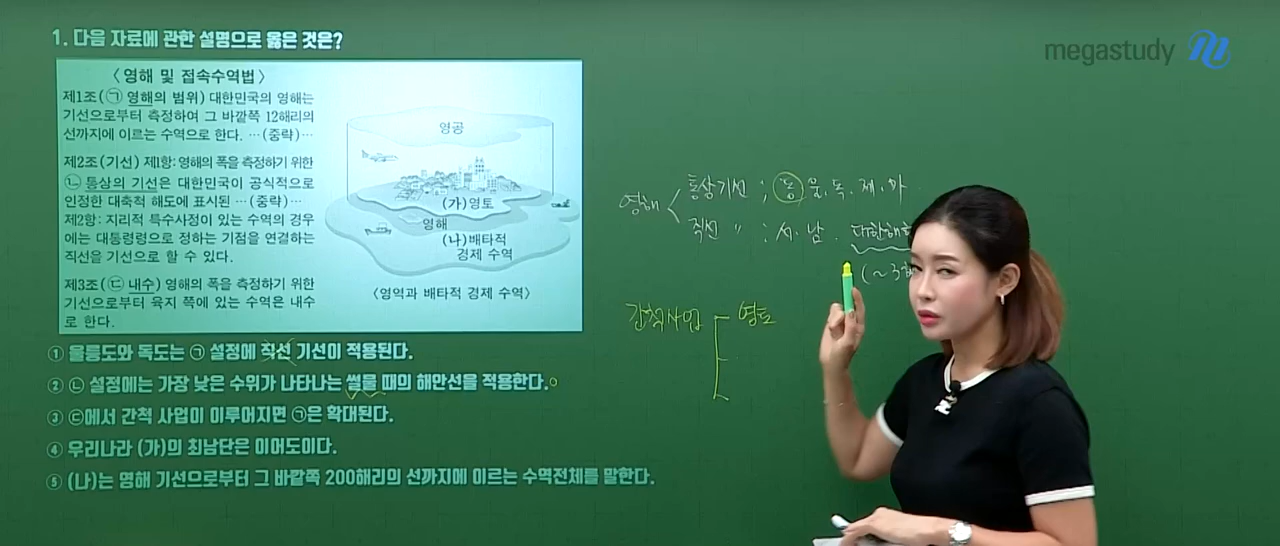 1. 다음 자료에 관한 설명으로 옳은 것은?
megastudy
〈영해 및 접속수역법〉
제1조(㉠ 영해의 범위) 대한민국의 영해는
기선으로부터 측정하여 그 바깥쪽 12해리의
선까지에 이르는 수역으로 한다. …(중략)…
제2조(기선) 제1항: 영해의 폭을 측정하기 위한
㉡ 통상의 기선은 대한민국이 공식적으로
인정한 대축척 해도에 표시된 …(중략)…
제2항: 지리적 특수사정이 있는 수역의 경우
에는 대통령령으로 정하는 기점을 연결하는
직선을 기선으로 할 수 있다.
제3조(㉢ 내수) 영해의 폭을 측정하기 위한
기선으로부터 육지 쪽에 있는 수역은 내수
로 한다.
영공
(가)영토
영해
(나)배타적
경제 수역
〈영역과 배타적 경제 수역〉
① 울릉도와 독도는 ㉠ 설정에 직선 기선이 적용된다.
② ㉡ 설정에는 가장 낮은 수위가 나타나는 썰물 때의 해안선을 적용한다.
③ ㉢에서 간척 사업이 이루어지면 ㉠은 확대된다.
④ 우리나라 (가)의 최남단은 이어도이다.
⑤ (나)는 영해 기선으로부터 그 바깥쪽 200해리의 선까지에 이르는 수역전체를 말한다.
영해
통상기선 ; 동 울, 독, 제, 마
직선 〃 : 서·남. 대한해
(~3해
간척사업
영토